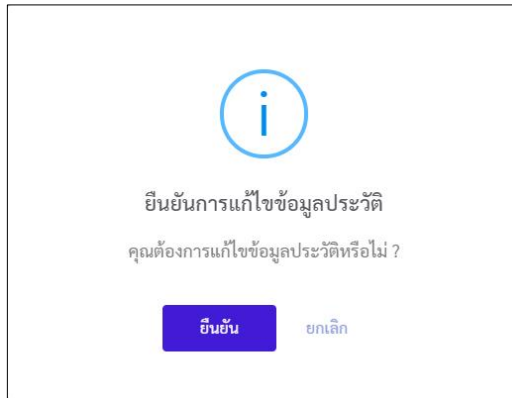 ยืนยันการแก้ไขข้อมูลประวัติ
คุณต้องการแก้ไขข้อมูลประวัติหรือไม่ ?
ยืนยัน ยกเลิก